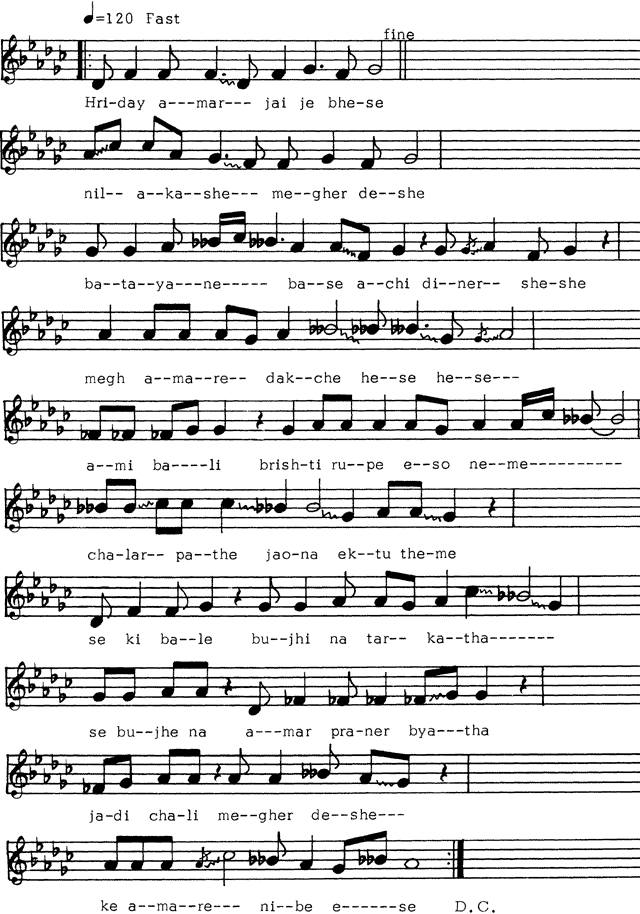 ♩=120 Fast
fine
Hri-day a---mar--- jai je bhe-se
nil-- a--ka--she--- me--gher de--she
ba--ta--ya---ne----- ba--se a--chi di--ner-- she-she
megh a--ma--re-- dak--che he--se he-se---
a--mi ba----li brish-ti ru--pe e--so ne-me----------
cha-lar-- pa--the jao-na ek--tu the-me
se ki ba--le bu--jhi na tar-- ka--tha-------
se bu--jhe na a---mar pra-ner bya---tha
ja-di cha-li me--gher de-she---
ke a--ma--re--- ni--be e------se D.C.